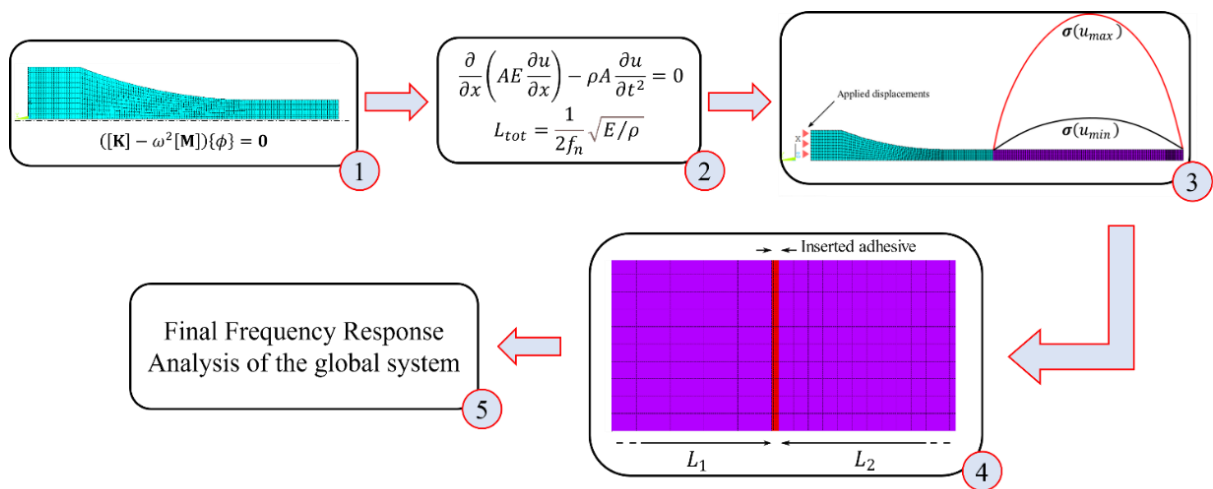 ([𝐊] − ω²[𝐌]){ϕ} = 𝟎
1
∂/∂x (AE ∂u/∂x) − ρA ∂u/∂t² = 0
L_tot = 1/(2f_n) √(E/ρ)
2
σ(u_max)
Applied displacements
σ(u_min)
X
3
Inserted adhesive
L₁
L₂
4
Final Frequency Response
Analysis of the global system
5